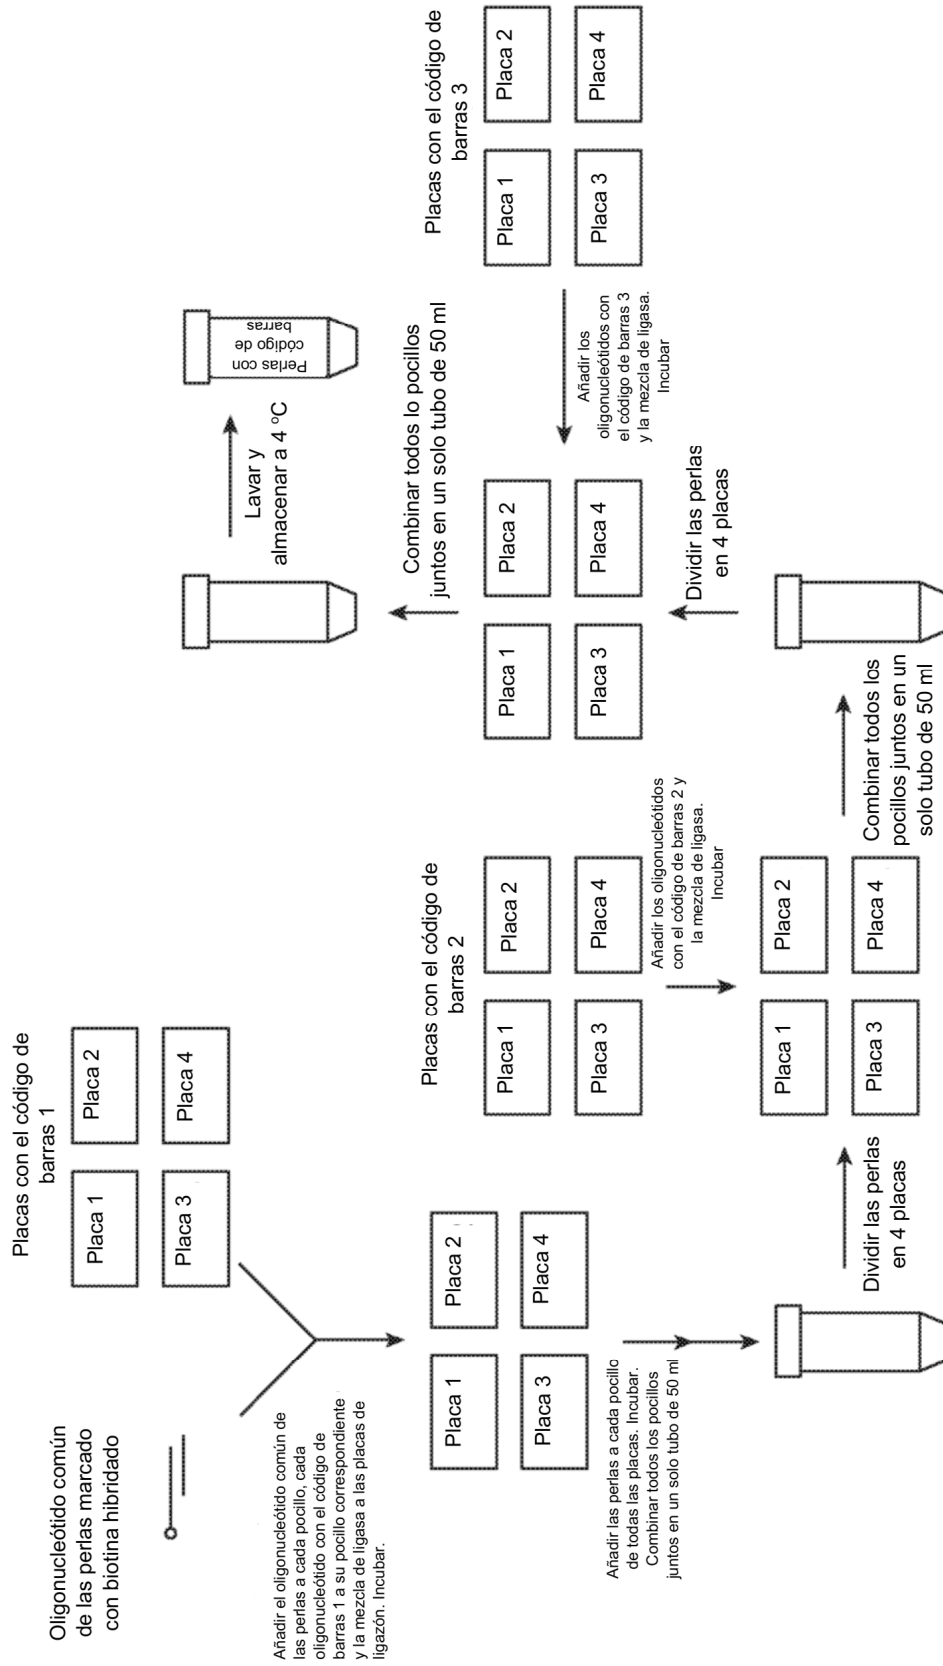 Oligonucleótido común
de las perlas marcado
con biotina hibridado
Placas con el código de
barras 1
Placa 1
Placa 2
Placa 3
Placa 4
Añadir el oligonucleótido común de
las perlas a cada pocillo, cada
oligonucleótido con el código de
barras 1 a su pocillo correspondiente
y la mezcla de ligasa a las placas de
ligazón. Incubar.
Placa 1
Placa 2
Placa 3
Placa 4
Añadir las perlas a cada pocillo
de todas las placas. Incubar.
Combinar todos los pocillos
juntos en un solo tubo de 50 ml
Dividir las perlas
en 4 placas
Placas con el código de
barras 2
Placa 1
Placa 2
Placa 3
Placa 4
Añadir los oligonucleótidos
con el código de barras 2 y
la mezcla de ligasa.
Incubar
Placa 1
Placa 2
Placa 3
Placa 4
Combinar todos los
pocillos juntos en un
solo tubo de 50 ml
Dividir las perlas
en 4 placas
Placas con el código de
barras 3
Placa 1
Placa 2
Placa 3
Placa 4
Añadir los
oligonucleótidos con
el código de barras 3
y la mezcla de ligasa.
Incubar
Placa 1
Placa 2
Placa 3
Placa 4
Combinar todos lo pocillos
juntos en un solo tubo de 50 ml
Lavar y
almacenar a 4 ºC
Perlas con
código de
barras